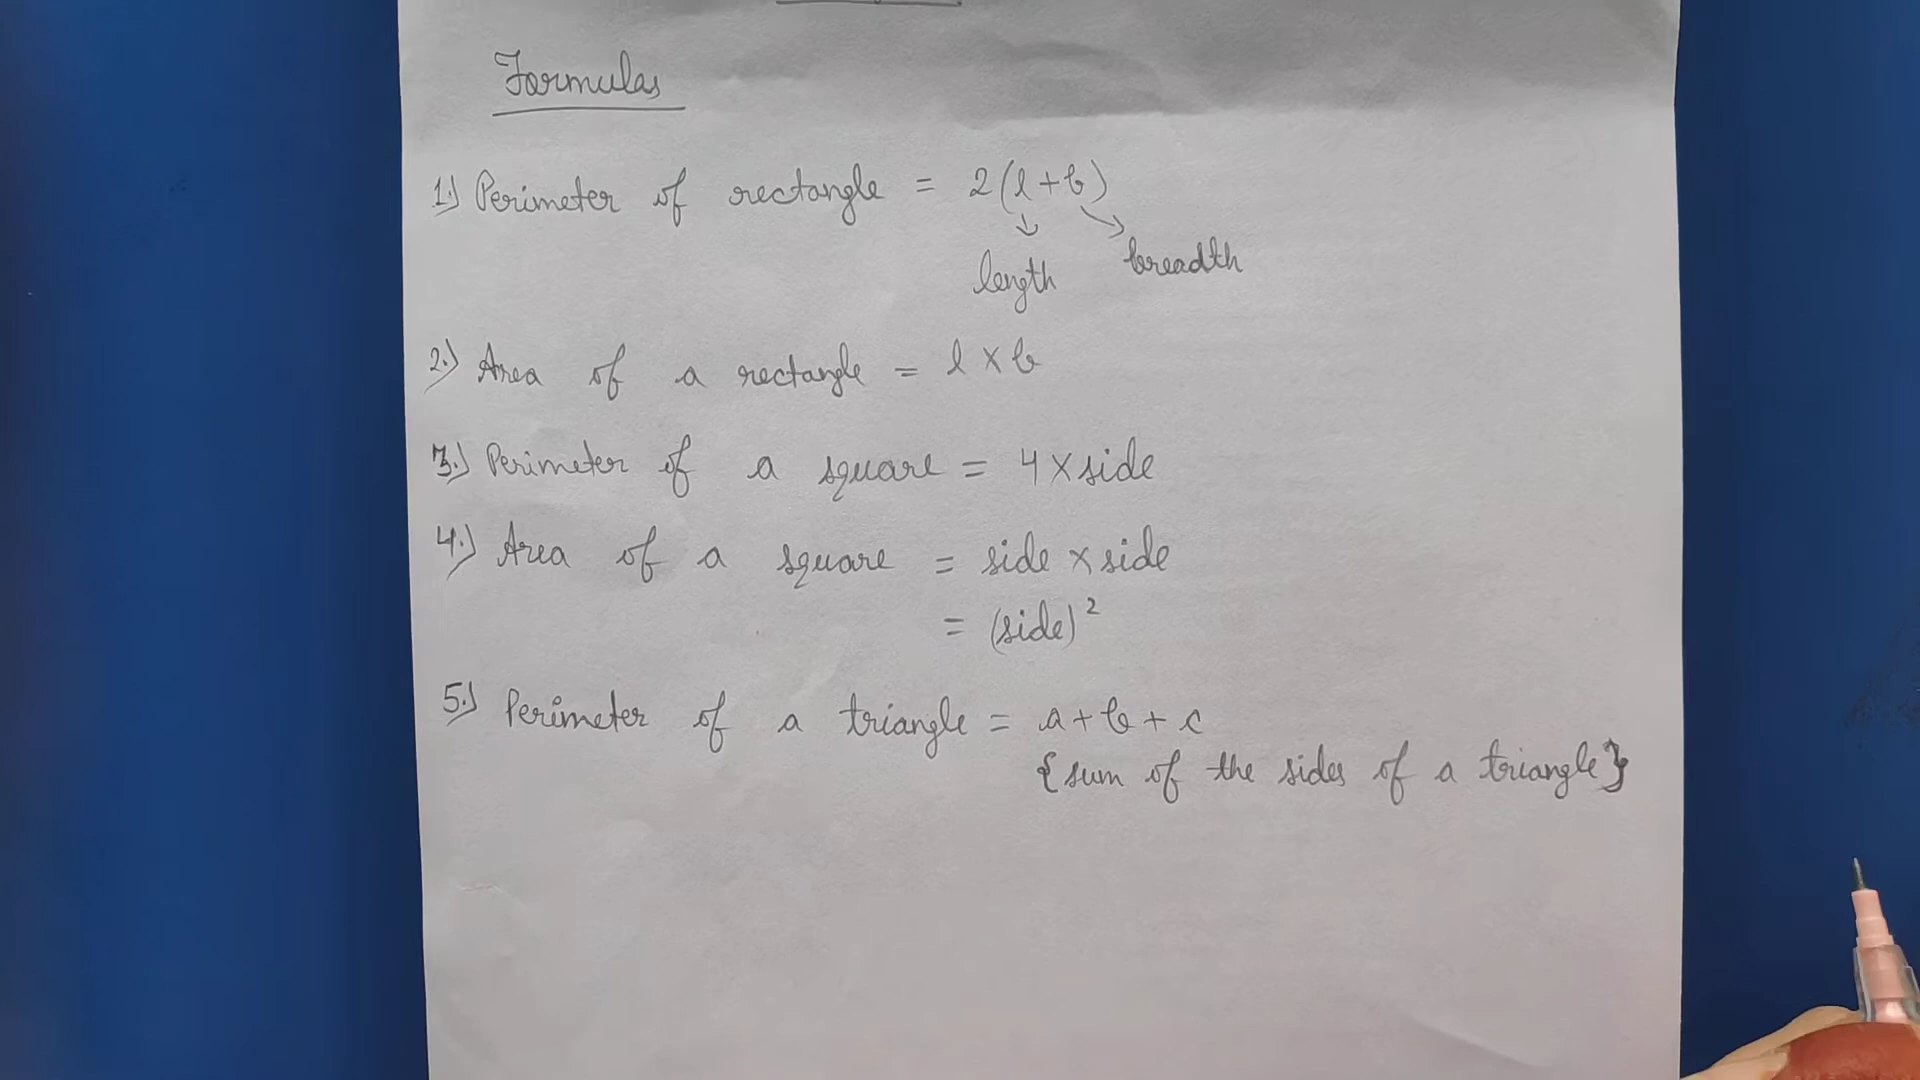 Formulas
1.) Perimeter of rectangle = 2(l+b)
length
breadth
2.) Area of a rectangle = l × b
3.) Perimeter of a square = 4 × side
4.) Area of a square = side × side
= (side)²
5.) Perimeter of a triangle = a + b + c
{sum of the sides of a triangle}